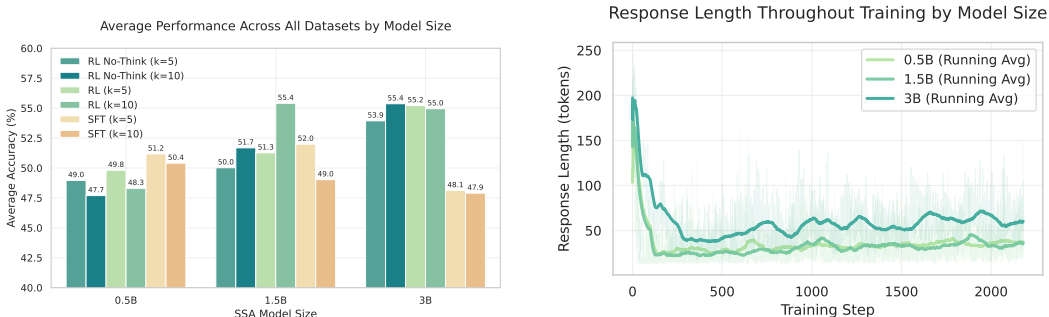 Average Performance Across All Datasets by Model Size
Average Accuracy (%)
60.0
57.5
55.0
52.5
50.0
47.5
45.0
42.5
40.0
RL No-Think (k=5)
RL No-Think (k=10)
RL (k=5)
RL (k=10)
SFT (k=5)
SFT (k=10)
49.0
47.7
49.8
48.3
51.2
50.4
50.0
51.7
51.3
55.4
52.0
49.0
53.9
55.4
55.2
55.0
48.1
47.9
0.5B
1.5B
3B
SSA Model Size
Response Length Throughout Training by Model Size
Response Length (tokens)
250
200
150
100
50
0.5B (Running Avg)
1.5B (Running Avg)
3B (Running Avg)
0
500
1000
1500
2000
Training Step